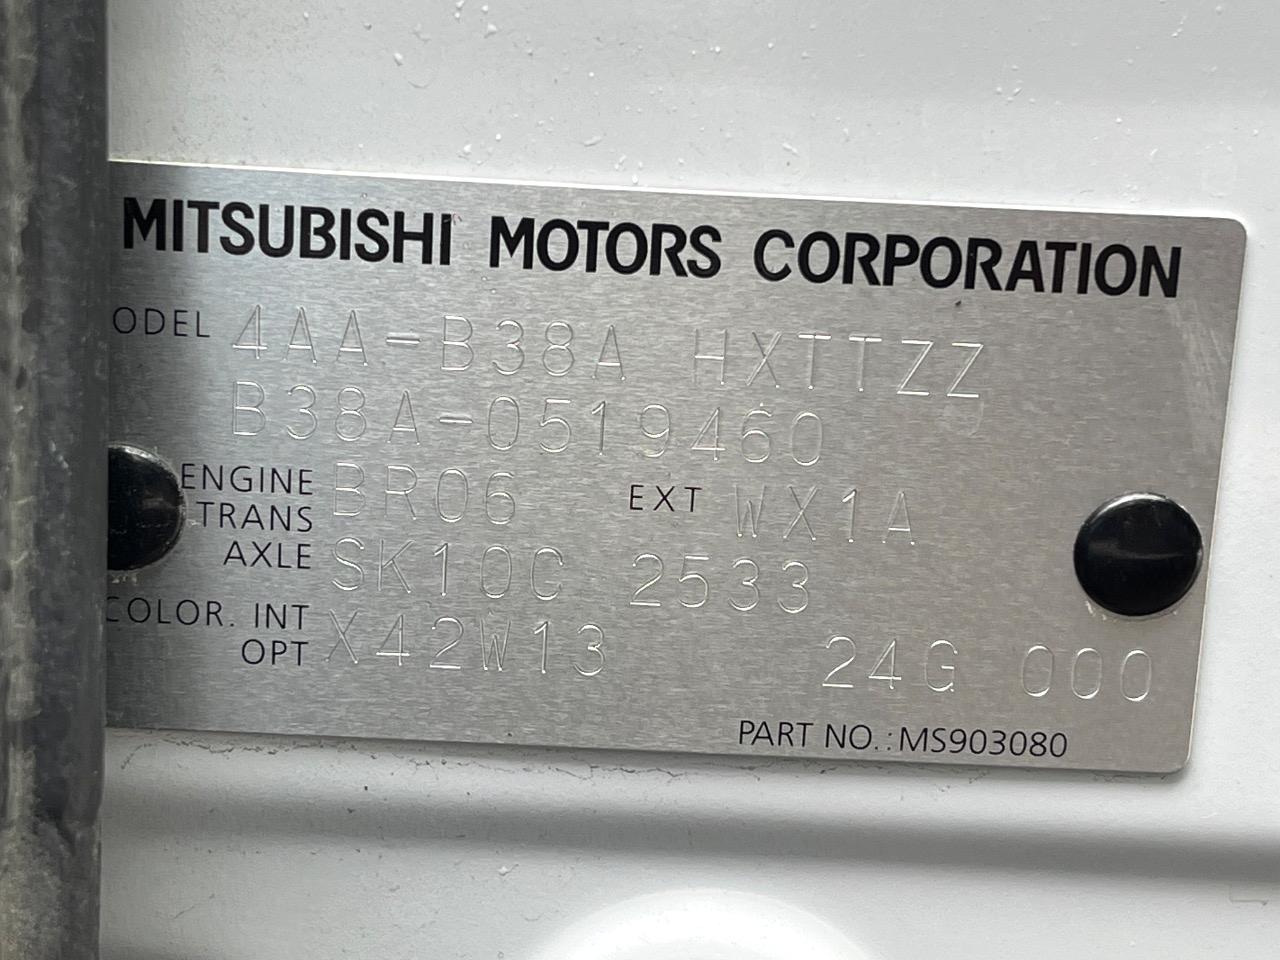 MITSUBISHI MOTORS CORPORATION
ODEL 4AA-B38A HXTTZZ
B38A-0519460
ENGINE BR06 EXT WX1A
TRANS
AXLE SK10C 2533
COLOR. INT X42W13 24G 000
OPT
PART NO.:MS903080